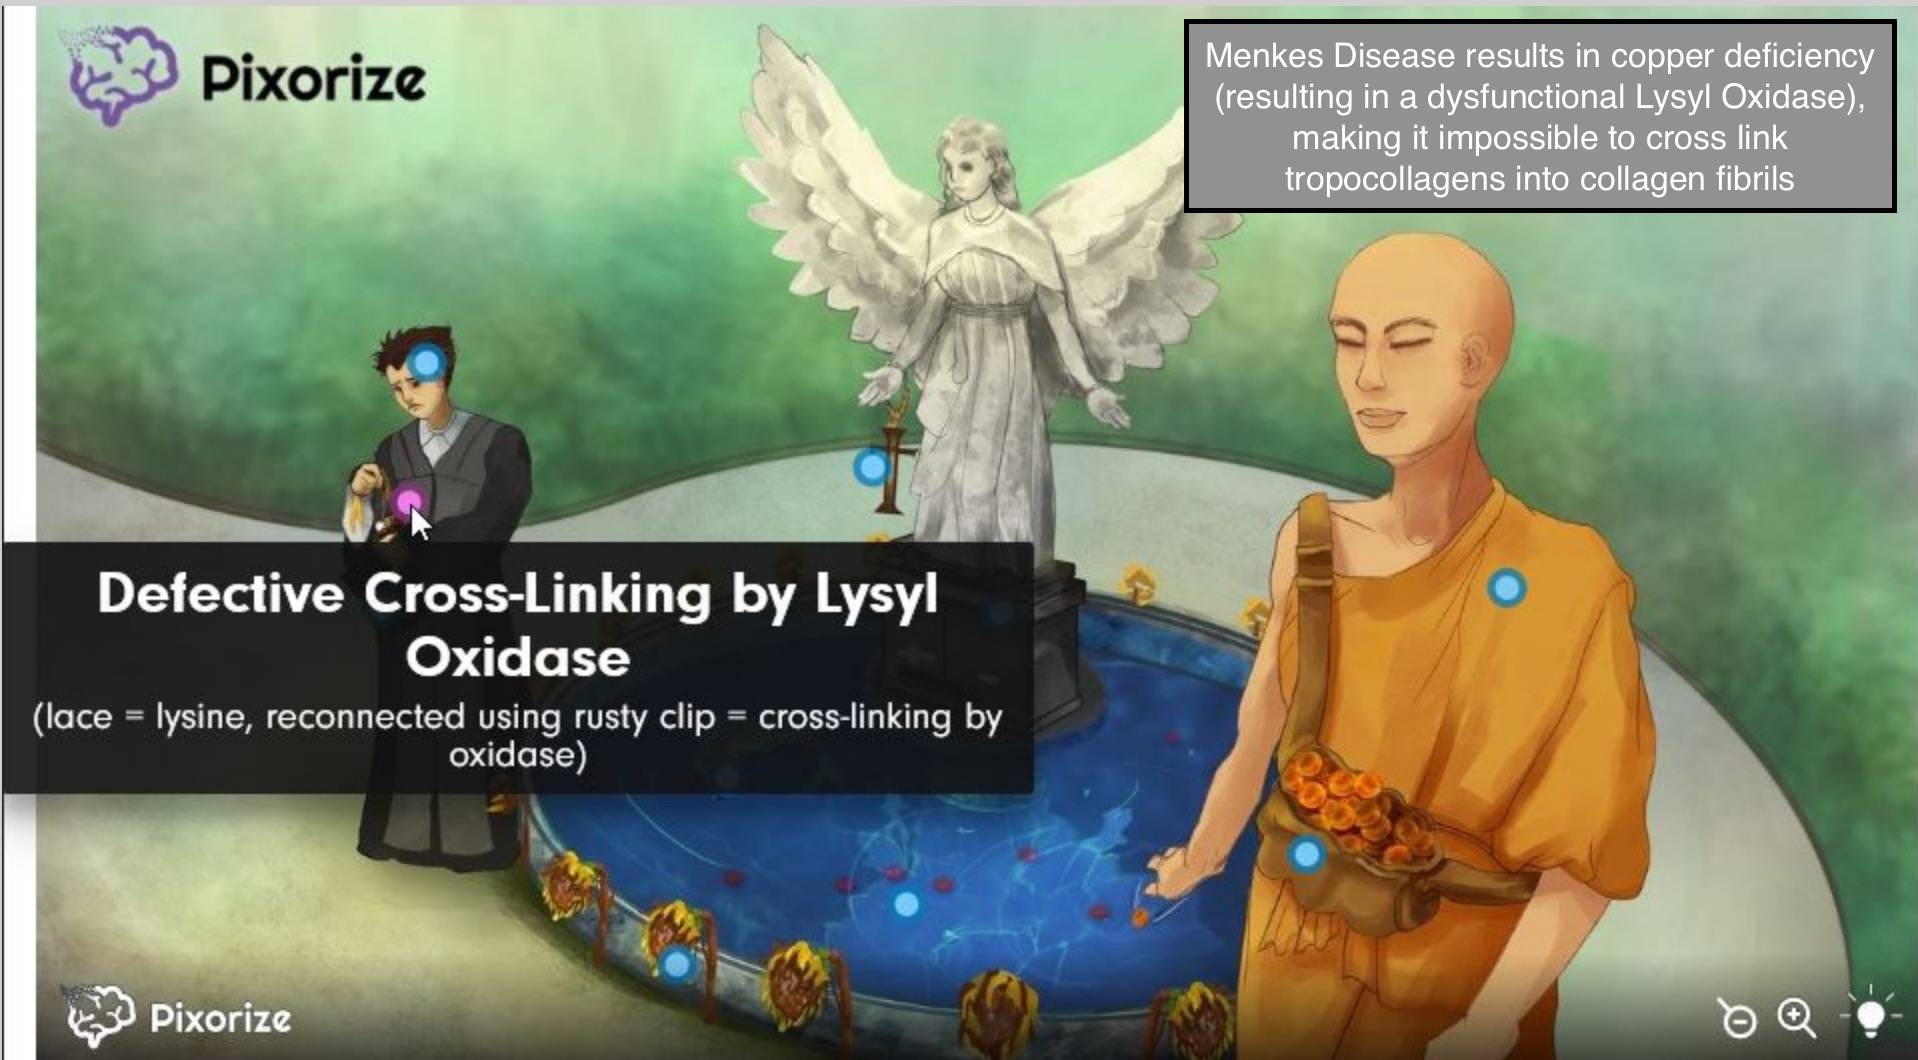 Pixorize
Menkes Disease results in copper deficiency
(resulting in a dysfunctional Lysyl Oxidase),
making it impossible to cross link
tropocollagens into collagen fibrils
Defective Cross-Linking by Lysyl
Oxidase
(lace = lysine, reconnected using rusty clip = cross-linking by
oxidase)
Pixorize